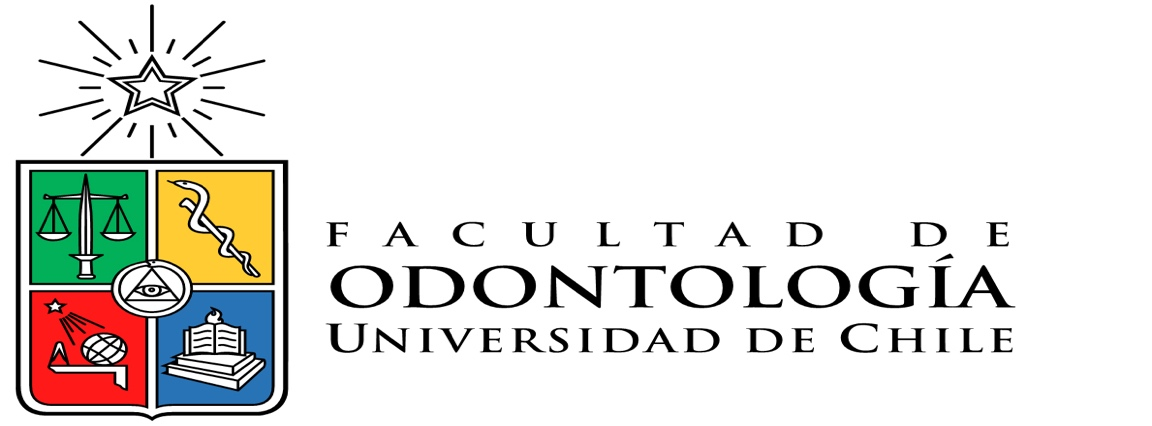 FACULTAD DE
ODONTOLOGÍA
UNIVERSIDAD DE CHILE